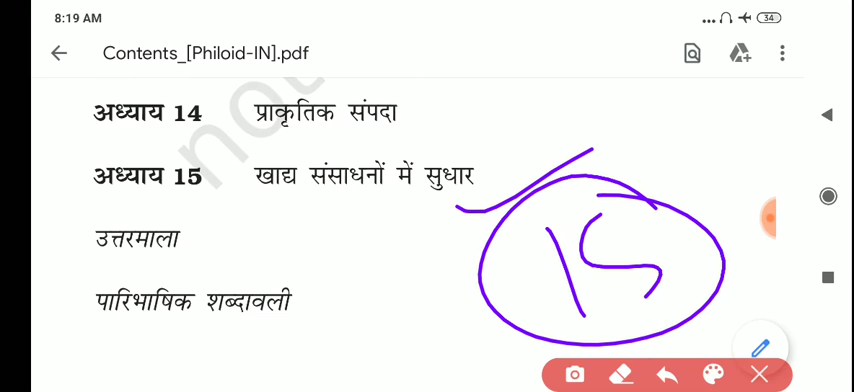 8:19 AM
34
Contents_[Philoid-IN].pdf
अध्याय 14 प्राकृतिक संपदा
अध्याय 15 खाद्य संसाधनों में सुधार
15
उत्तरमाला
पारिभाषिक शब्दावली
not